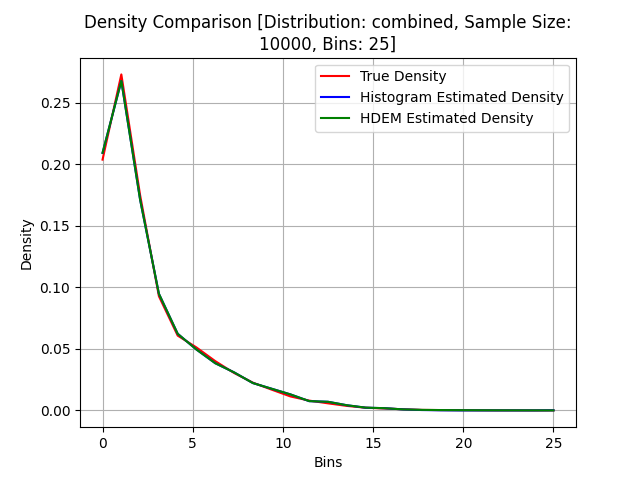 Density Comparison [Distribution: combined, Sample Size:
10000, Bins: 25]
True Density
Histogram Estimated Density
HDEM Estimated Density
Density
0.25
0.20
0.15
0.10
0.05
0.00
0 5 10 15 20 25
Bins